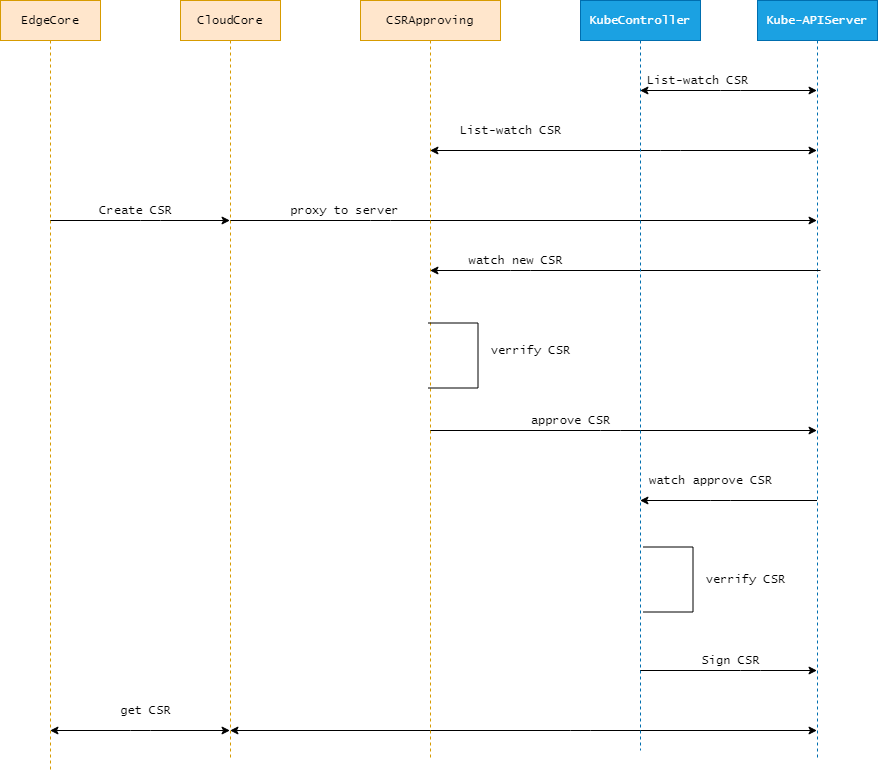 EdgeCore
CloudCore
CSRApproving
KubeController
Kube-APIServer
List-watch CSR
List-watch CSR
Create CSR
proxy to server
watch new CSR
verrify CSR
approve CSR
watch approve CSR
verrify CSR
Sign CSR
get CSR